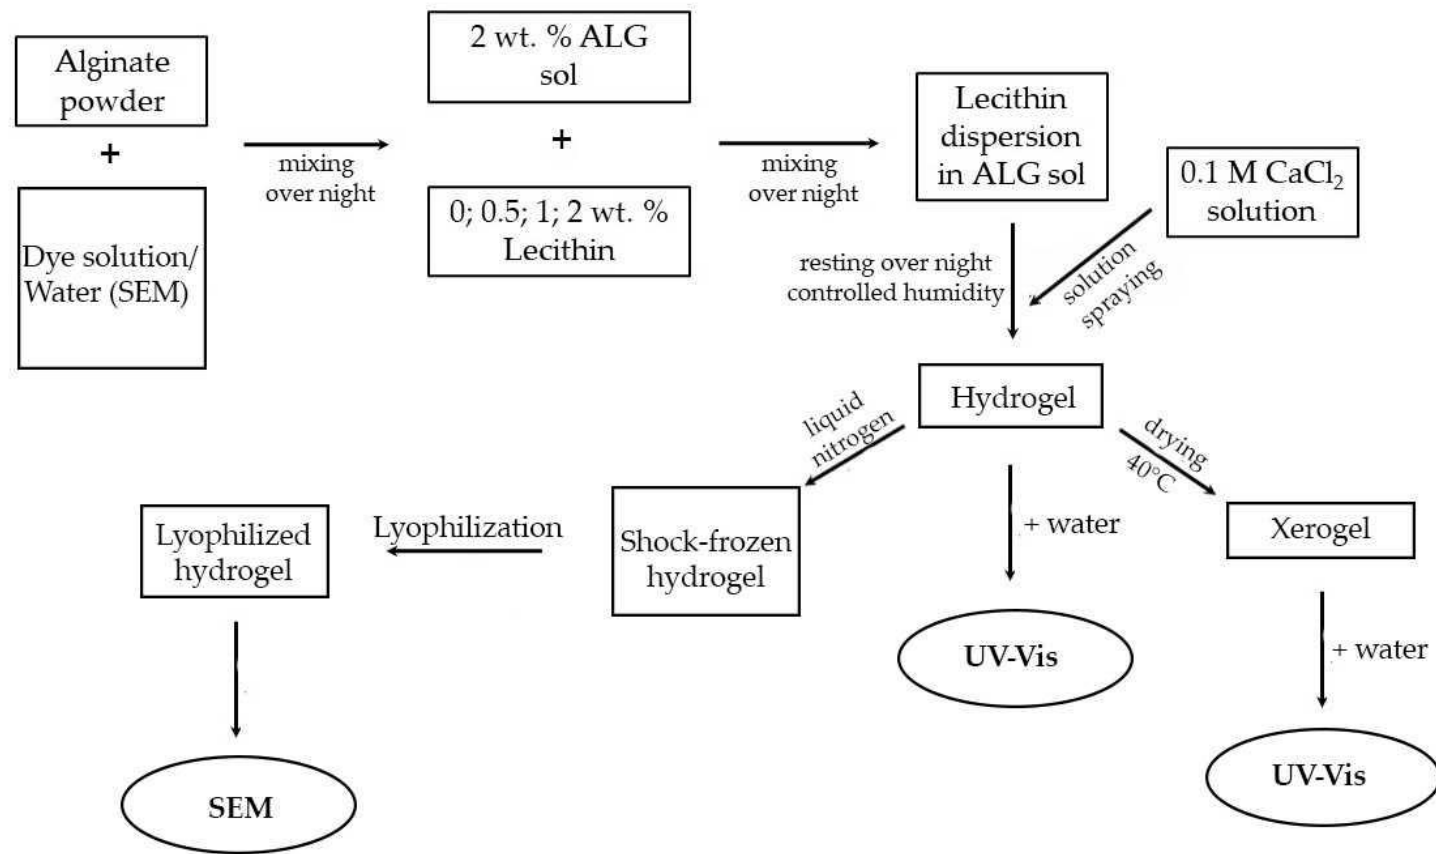 Alginate
powder
+
Dye solution/
Water (SEM)
mixing
over night
2 wt. % ALG
sol
+
0; 0.5; 1; 2 wt. %
Lecithin
mixing
over night
Lecithin
dispersion
in ALG sol
0.1 M CaCl₂
solution
resting over night
controlled humidity
solution
spraying
Hydrogel
liquid
nitrogen
drying
40°C
+ water
Shock-frozen
hydrogel
Lyophilization
Lyophilized
hydrogel
Xerogel
UV-Vis
+ water
SEM
UV-Vis